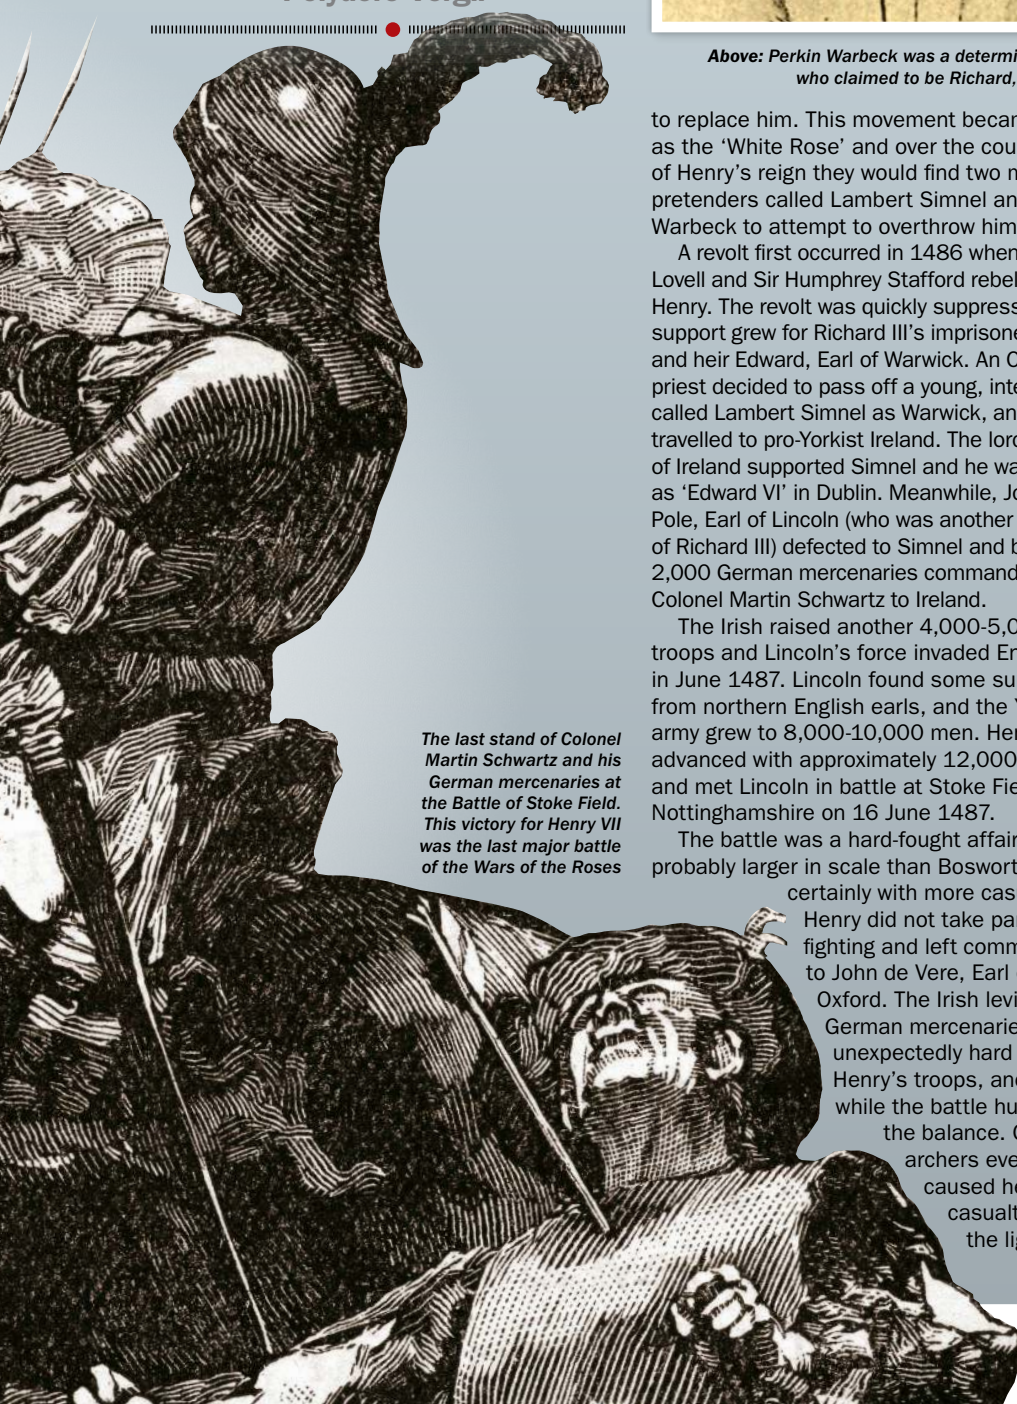 Polydore Vergil
Above: Perkin Warbeck was a determi
who claimed to be Richard,
to replace him. This movement becar
as the ‘White Rose’ and over the cou
of Henry’s reign they would find two m
pretenders called Lambert Simnel an
Warbeck to attempt to overthrow him
A revolt first occurred in 1486 when
Lovell and Sir Humphrey Stafford rebel
Henry. The revolt was quickly suppress
support grew for Richard III’s imprisone
and heir Edward, Earl of Warwick. An O
priest decided to pass off a young, inte
called Lambert Simnel as Warwick, an
travelled to pro-Yorkist Ireland. The lord
of Ireland supported Simnel and he wa
as ‘Edward VI’ in Dublin. Meanwhile, Jo
Pole, Earl of Lincoln (who was another
of Richard III) defected to Simnel and b
2,000 German mercenaries command
Colonel Martin Schwartz to Ireland.
The Irish raised another 4,000-5,0
troops and Lincoln’s force invaded En
in June 1487. Lincoln found some su
from northern English earls, and the Y
army grew to 8,000-10,000 men. Hen
advanced with approximately 12,000
and met Lincoln in battle at Stoke Fie
Nottinghamshire on 16 June 1487.
The battle was a hard-fought affair
probably larger in scale than Boswort
certainly with more cas
Henry did not take par
fighting and left comm
to John de Vere, Earl
Oxford. The Irish levi
German mercenarie
unexpectedly hard
Henry’s troops, and
while the battle hu
the balance. O
archers eve
caused he
casualt
the lig
The last stand of Colonel
Martin Schwartz and his
German mercenaries at
the Battle of Stoke Field.
This victory for Henry VII
was the last major battle
of the Wars of the Roses